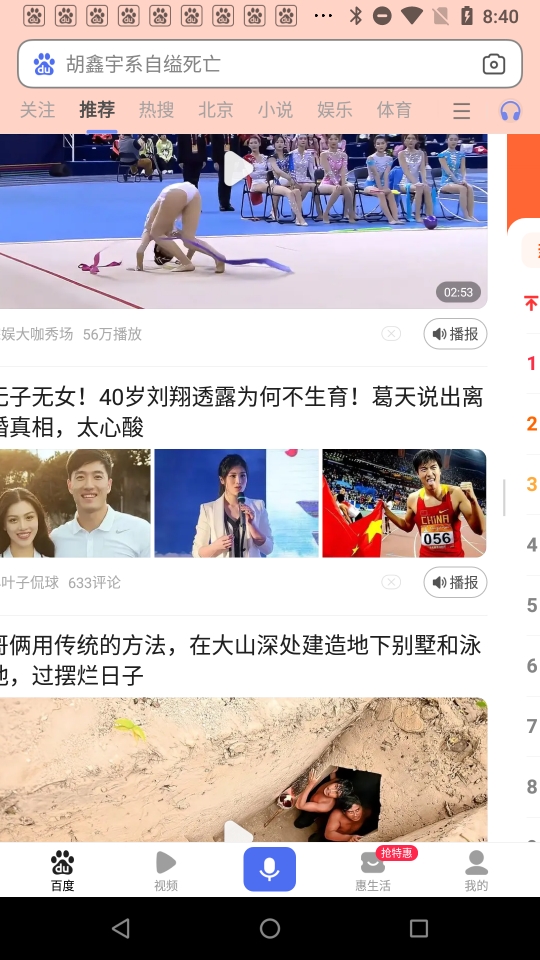 8:40
du 胡鑫宇系自缢死亡
关注 推荐 热搜 北京 小说 娱乐 体育
02:53
娱大咖秀场 56万播放 播报
无子无女！40岁刘翔透露为何不生育！葛天说出离
婚真相，太心酸
CHINA
056
叶子侃球 633评论 播报
哥俩用传统的方法，在大山深处建造地下别墅和泳
池，过摆烂日子
1
2
3
4
5
6
7
8
抢特惠
du
百度 视频 惠生活 我的